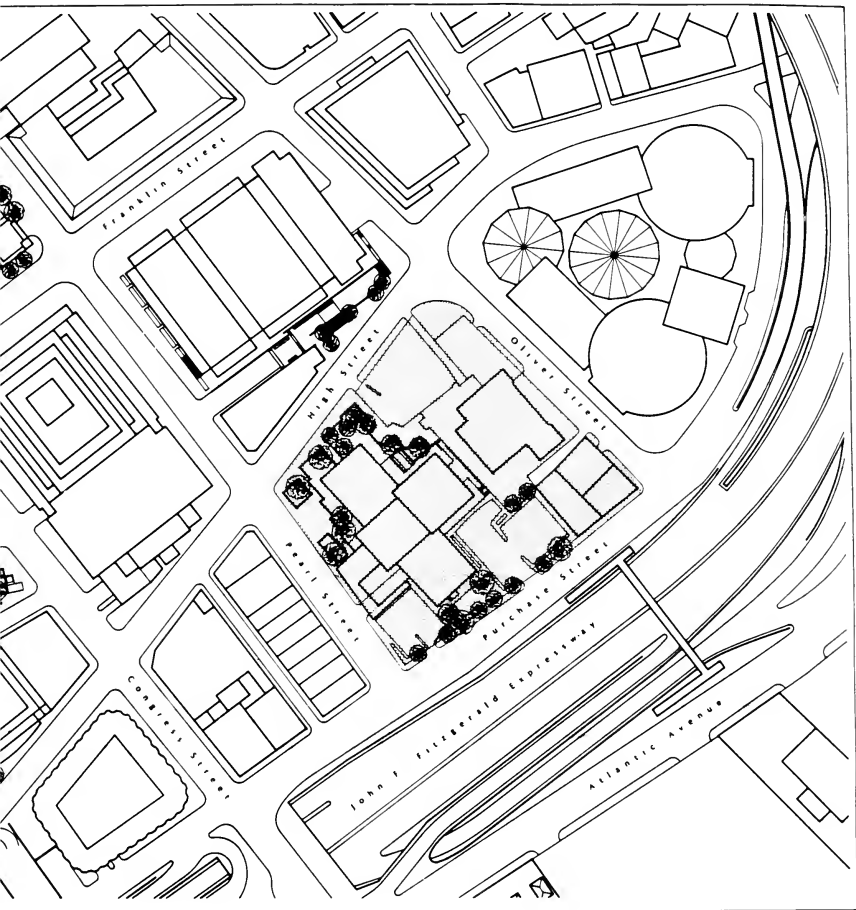 Franklin Street
High Street
Oliver Street
Pearl Street
Purchase Street
Congress Street
John F. Fitzgerald Expressway
Atlantic Avenue